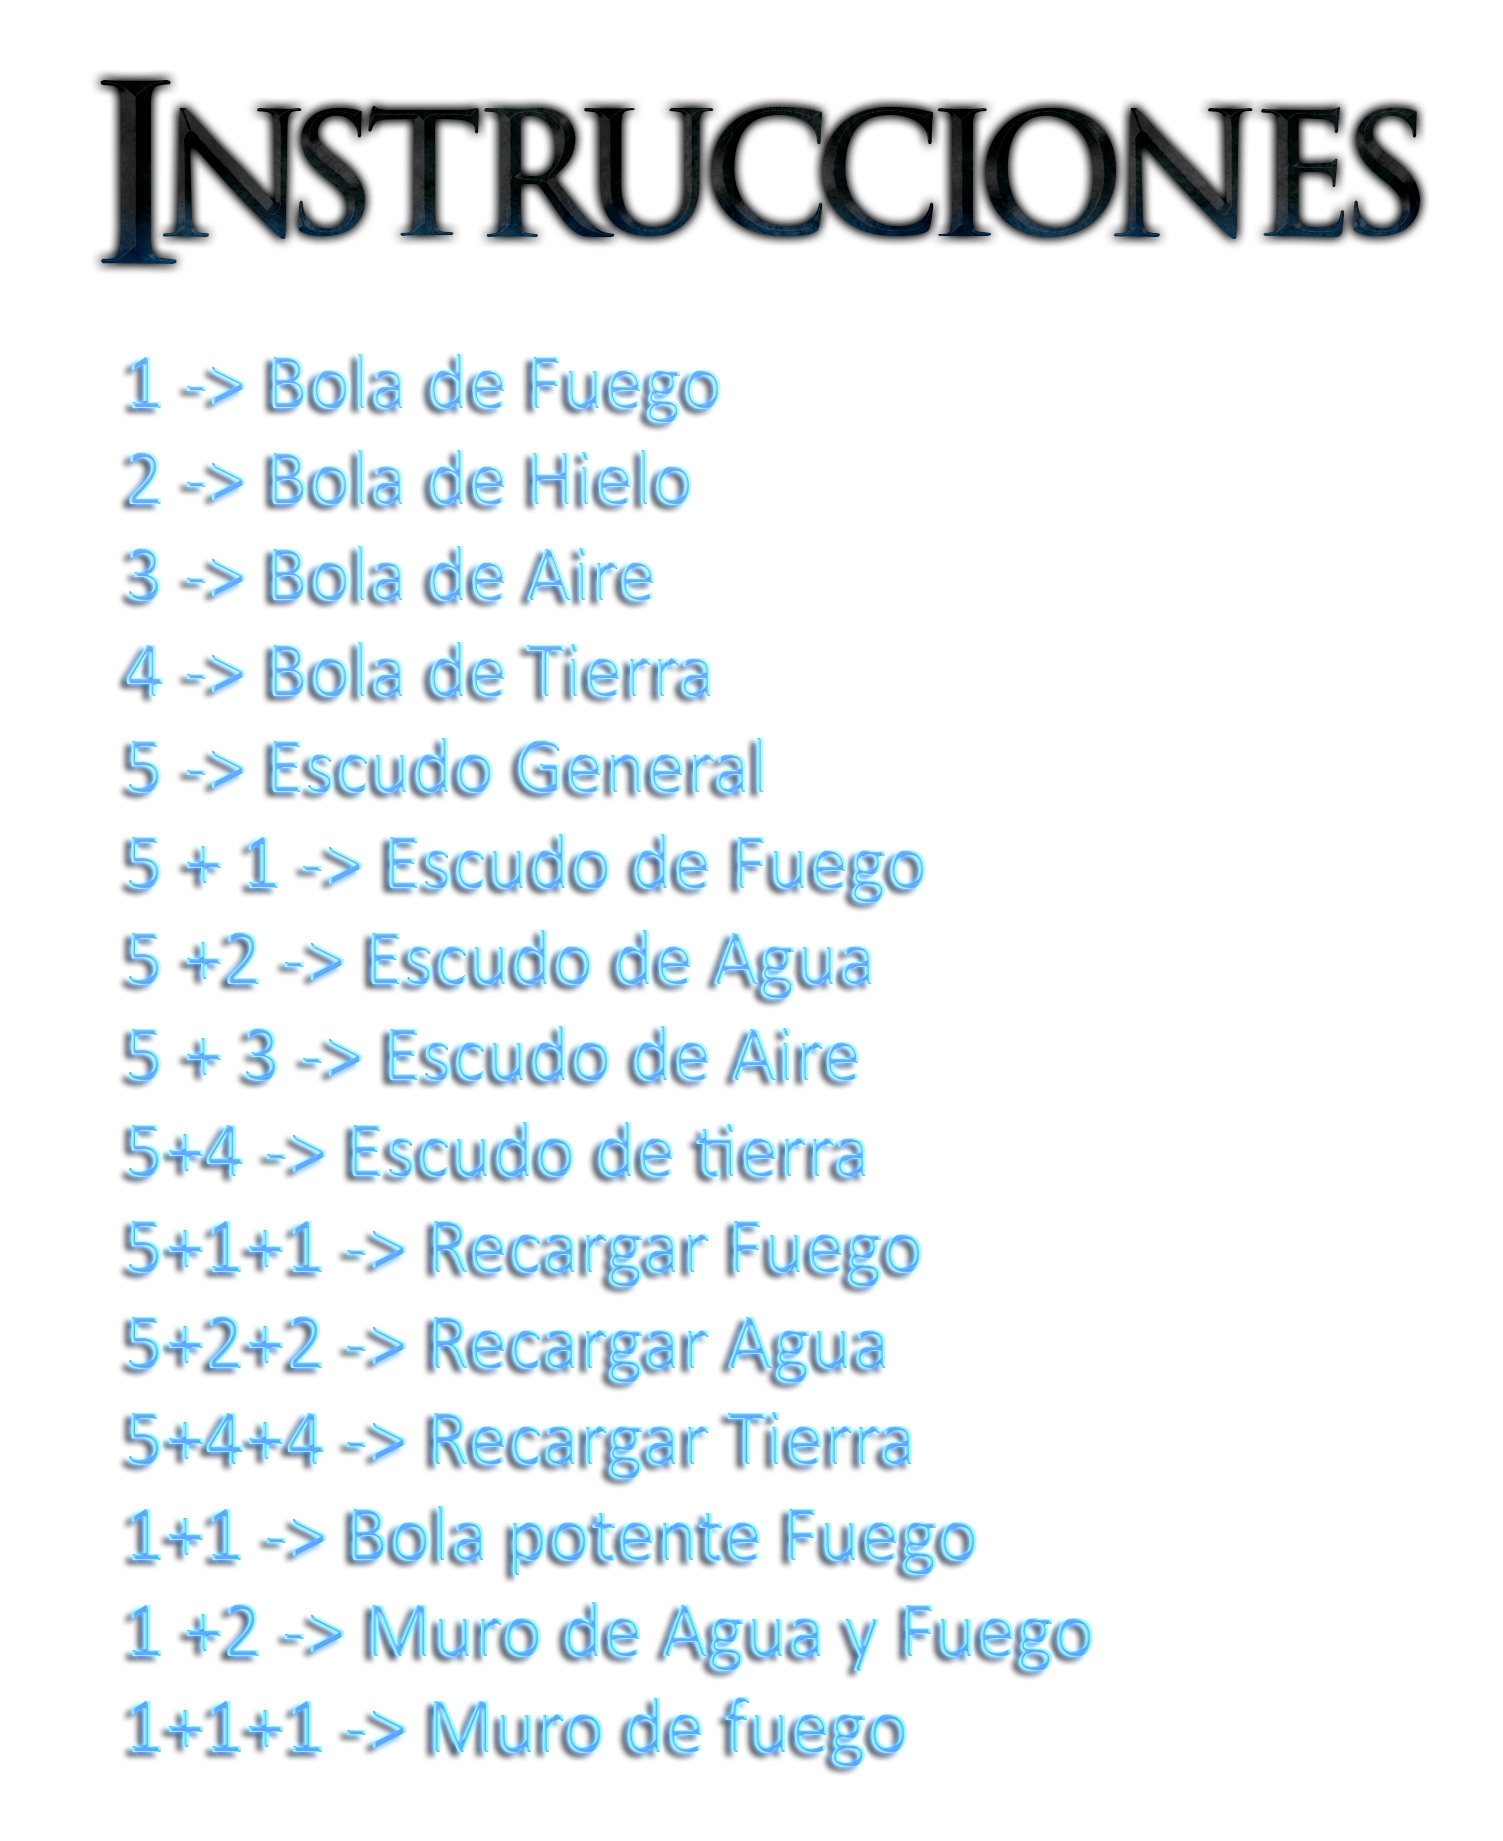 INSTRUCCIONES
1 -> Bola de Fuego
2 -> Bola de Hielo
3 -> Bola de Aire
4 -> Bola de Tierra
5 -> Escudo General
5 + 1 -> Escudo de Fuego
5 +2 -> Escudo de Agua
5 + 3 -> Escudo de Aire
5+4 -> Escudo de tierra
5+1+1 -> Recargar Fuego
5+2+2 -> Recargar Agua
5+4+4 -> Recargar Tierra
1+1 -> Bola potente Fuego
1 +2 -> Muro de Agua y Fuego
1+1+1 -> Muro de fuego